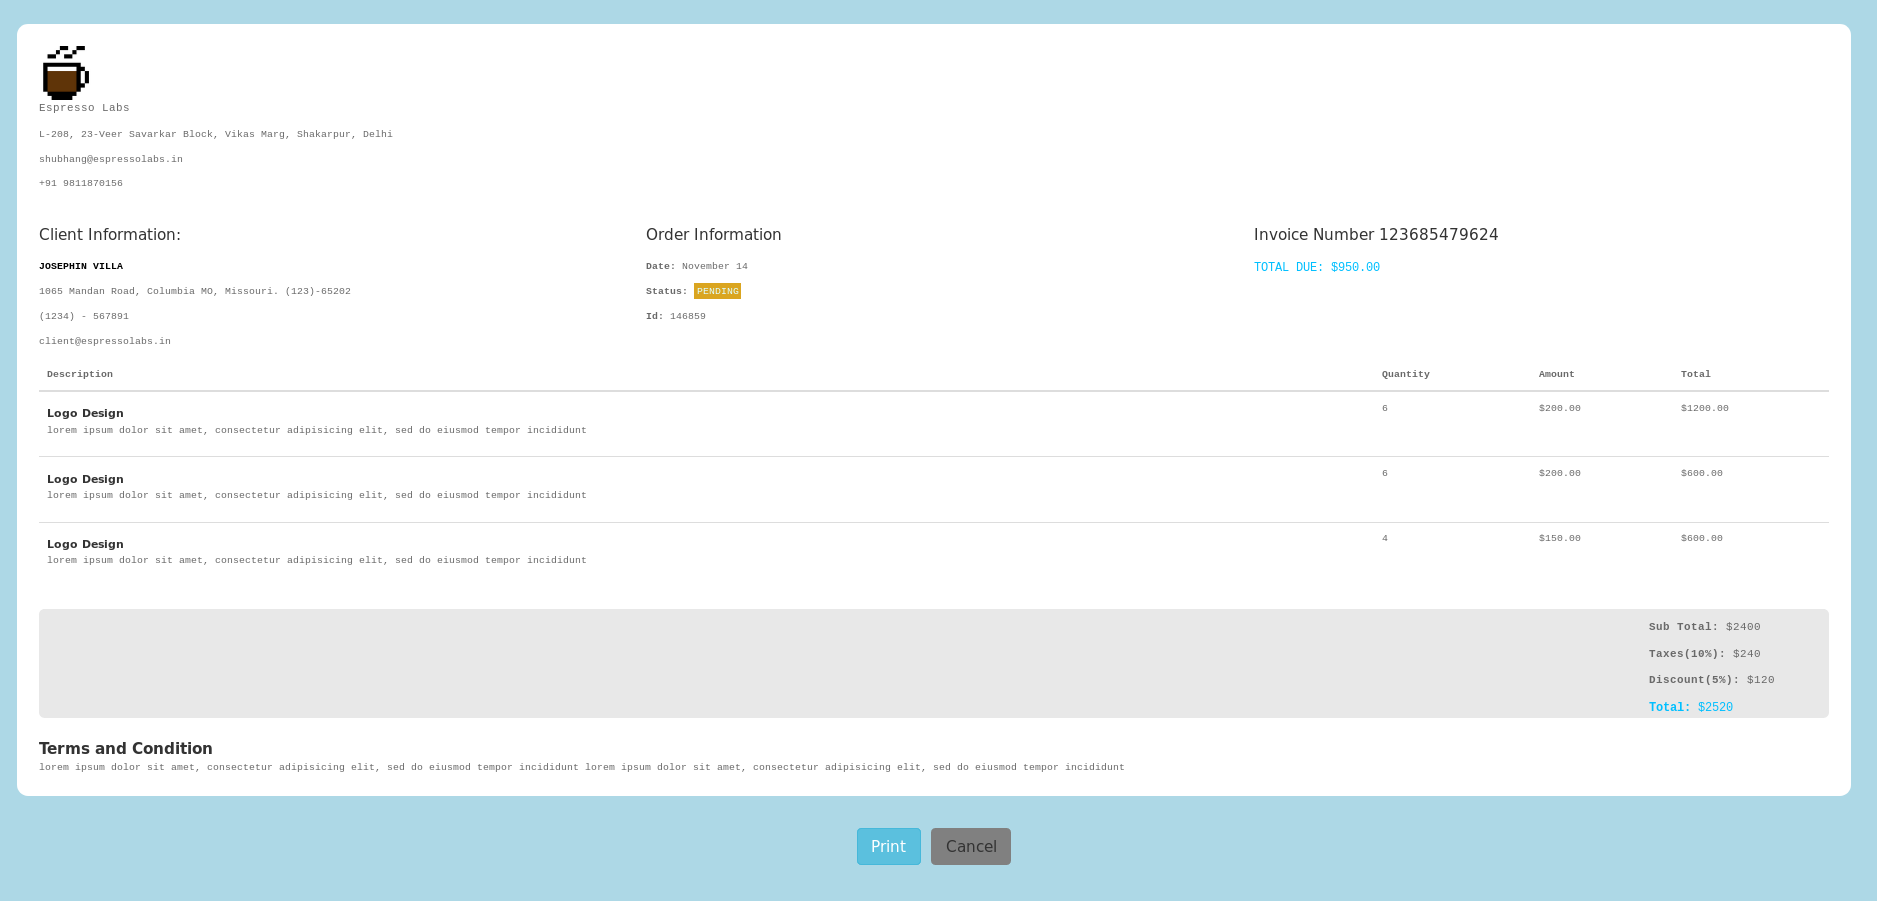 Espresso Labs
L-208, 23-Veer Savarkar Block, Vikas Marg, Shakarpur, Delhi
shubhang@espressolabs.in
+91 9811870156
Client Information:
JOSEPHIN VILLA
1065 Mandan Road, Columbia MO, Missouri. (123)-65202
(1234) - 567891
client@espressolabs.in
Order Information
Date: November 14
Status: PENDING
Id: 146859
Invoice Number 123685479624
TOTAL DUE: $950.00
Description Quantity Amount Total
Logo Design 6 $200.00 $1200.00
lorem ipsum dolor sit amet, consectetur adipisicing elit, sed do eiusmod tempor incididunt
Logo Design 6 $200.00 $600.00
lorem ipsum dolor sit amet, consectetur adipisicing elit, sed do eiusmod tempor incididunt
Logo Design 4 $150.00 $600.00
lorem ipsum dolor sit amet, consectetur adipisicing elit, sed do eiusmod tempor incididunt
Sub Total: $2400
Taxes(10%): $240
Discount(5%): $120
Total: $2520
Terms and Condition
lorem ipsum dolor sit amet, consectetur adipisicing elit, sed do eiusmod tempor incididunt lorem ipsum dolor sit amet, consectetur adipisicing elit, sed do eiusmod tempor incididunt
Print Cancel